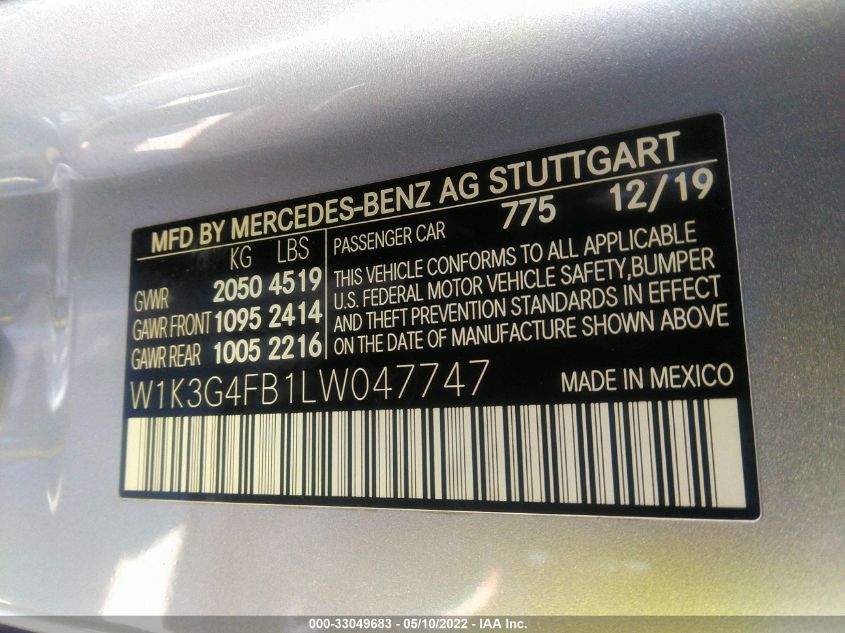 MFD BY MERCEDES-BENZ AG STUTTGART
KG LBS
GVWR 2050 4519
GAWR FRONT 1095 2414
GAWR REAR 1005 2216
PASSENGER CAR 775 12/19
THIS VEHICLE CONFORMS TO ALL APPLICABLE
U.S. FEDERAL MOTOR VEHICLE SAFETY,BUMPER
AND THEFT PREVENTION STANDARDS IN EFFECT
ON THE DATE OF MANUFACTURE SHOWN ABOVE
W1K3G4FB1LW047747 MADE IN MEXICO
000-33049683 - 05/10/2022 - IAA Inc.